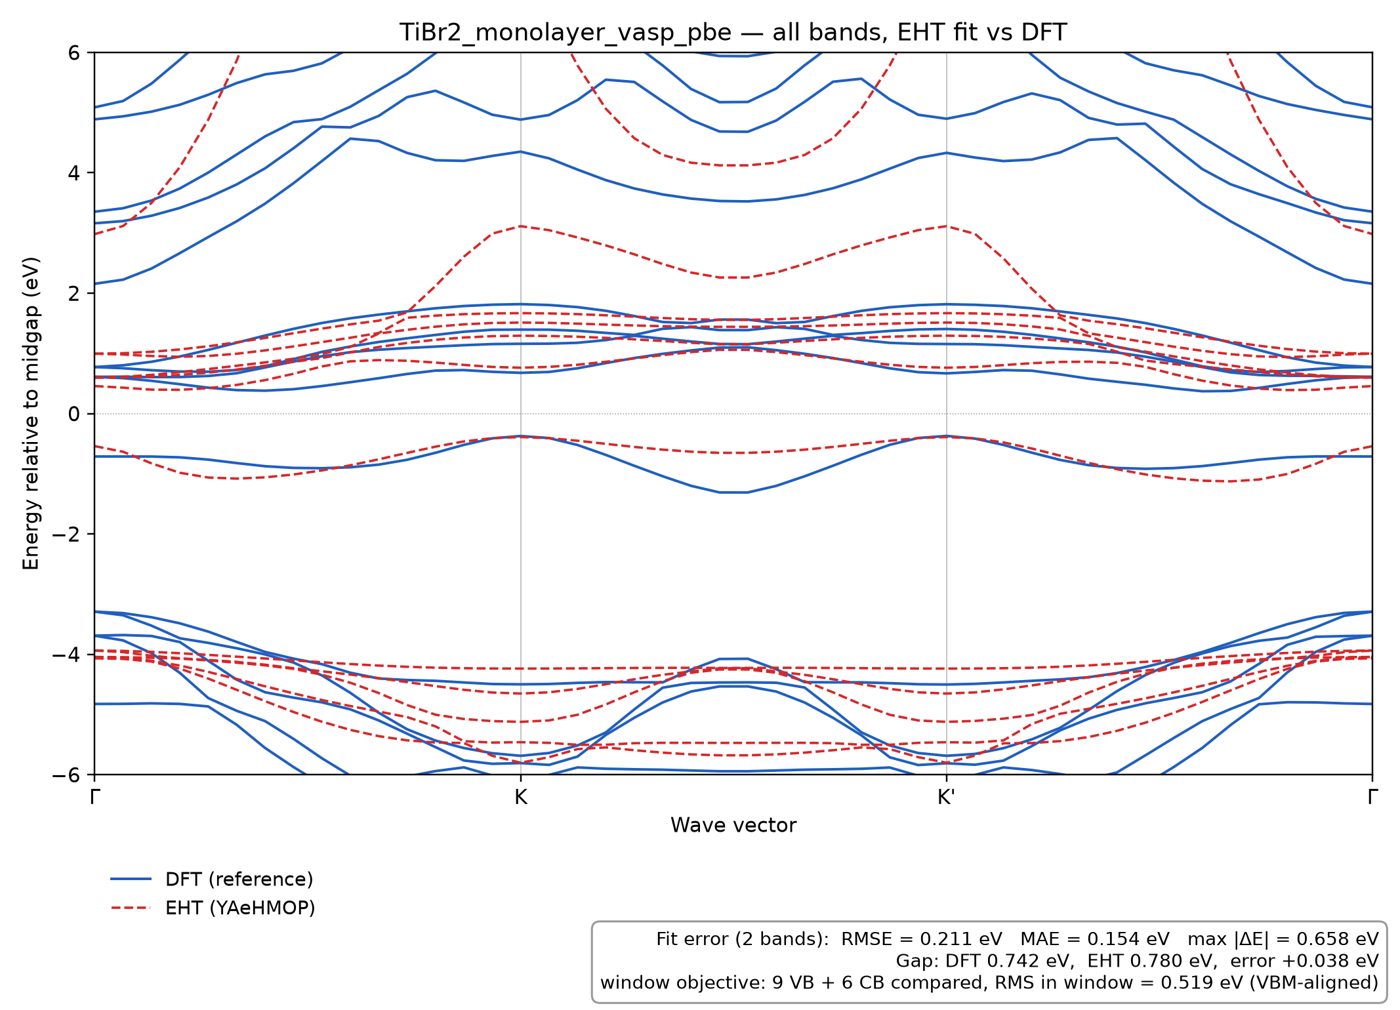 TiBr2_monolayer_vasp_pbe — all bands, EHT fit vs DFT
Energy relative to midgap (eV)
6
4
2
0
−2
−4
−6
Γ K K' Γ
Wave vector
DFT (reference)
EHT (YAeHMOP)
Fit error (2 bands): RMSE = 0.211 eV MAE = 0.154 eV max |ΔE| = 0.658 eV
Gap: DFT 0.742 eV, EHT 0.780 eV, error +0.038 eV
window objective: 9 VB + 6 CB compared, RMS in window = 0.519 eV (VBM-aligned)